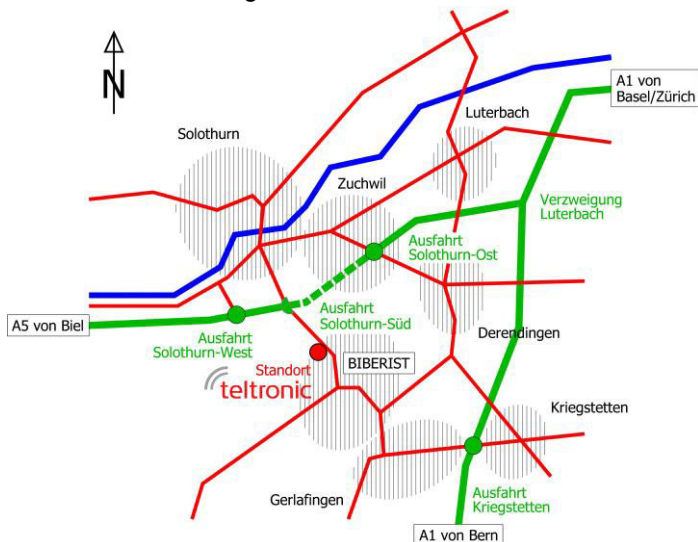 N
A1 von
Basel/Zürich
Luterbach
Solothurn
Zuchwil
Verzweigung
Luterbach
Ausfahrt
Solothurn-Ost
A5 von Biel
Ausfahrt
Solothurn-Süd
Ausfahrt
Solothurn-West
Derendingen
BIBERIST
Standort
teltronic
Kriegstetten
Gerlafingen
Ausfahrt
Kriegstetten
A1 von Bern